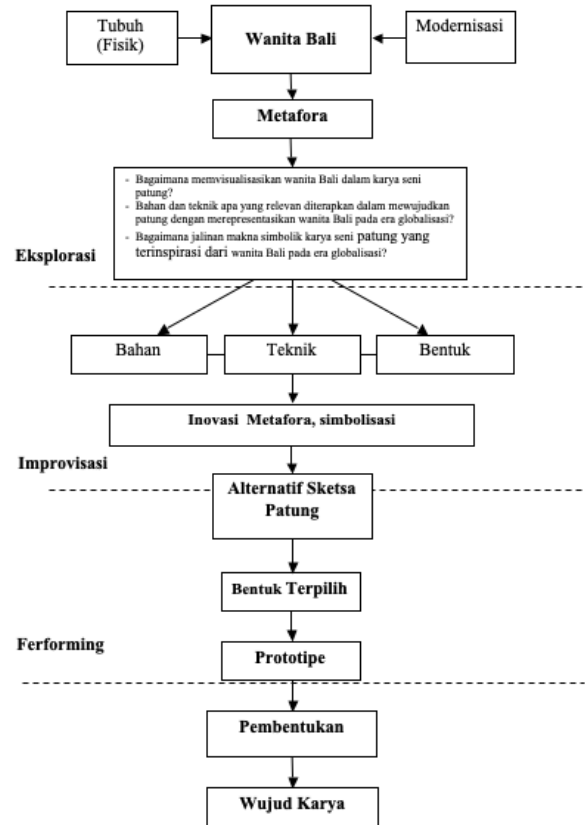 Tubuh
(Fisik)
Wanita Bali
Modernisasi
Metafora
- Bagaimana memvisualisasikan wanita Bali dalam karya seni
patung?
- Bahan dan teknik apa yang relevan diterapkan dalam mewujudkan
patung dengan merepresentasikan wanita Bali pada era globalisasi?
- Bagaimana jalinan makna simbolik karya seni patung yang
terinspirasi dari wanita Bali pada era globalisasi?
Eksplorasi
Bahan
Teknik
Bentuk
Inovasi Metafora, simbolisasi
Improvisasi
Alternatif Sketsa
Patung
Bentuk Terpilih
Ferforming
Prototipe
Pembentukan
Wujud Karya